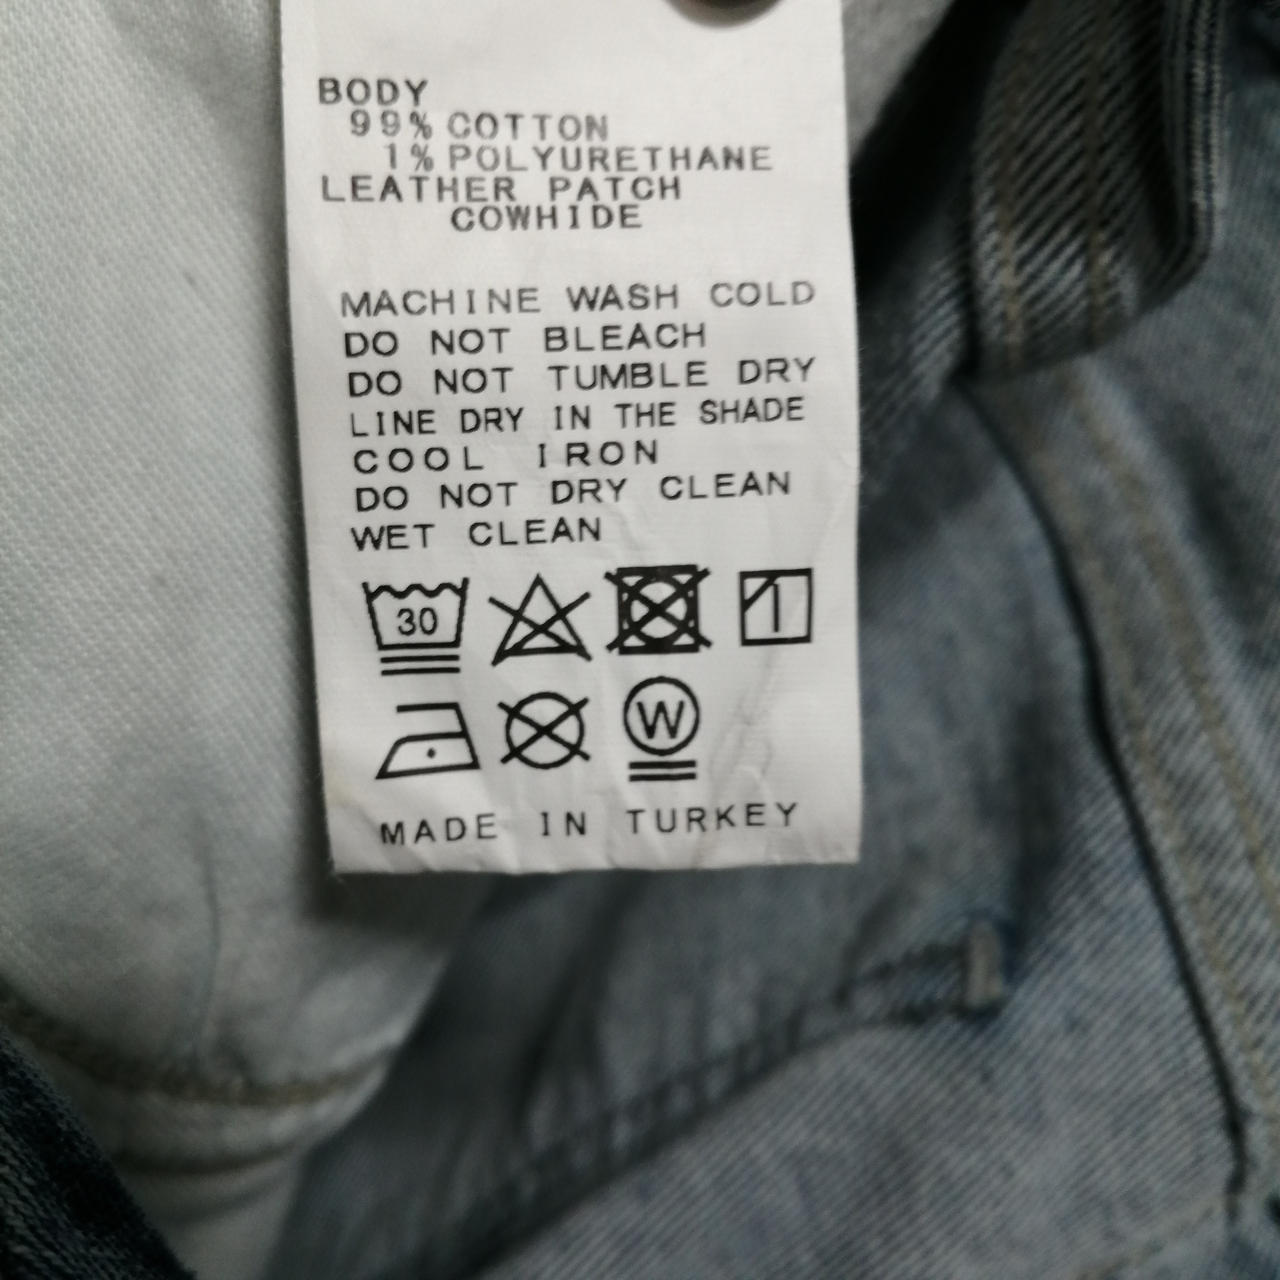 BODY
99% COTTON
1% POLYURETHANE
LEATHER PATCH
COWHIDE
MACHINE WASH COLD
DO NOT BLEACH
DO NOT TUMBLE DRY
LINE DRY IN THE SHADE
COOL IRON
DO NOT DRY CLEAN
WET CLEAN
30
W
MADE IN TURKEY